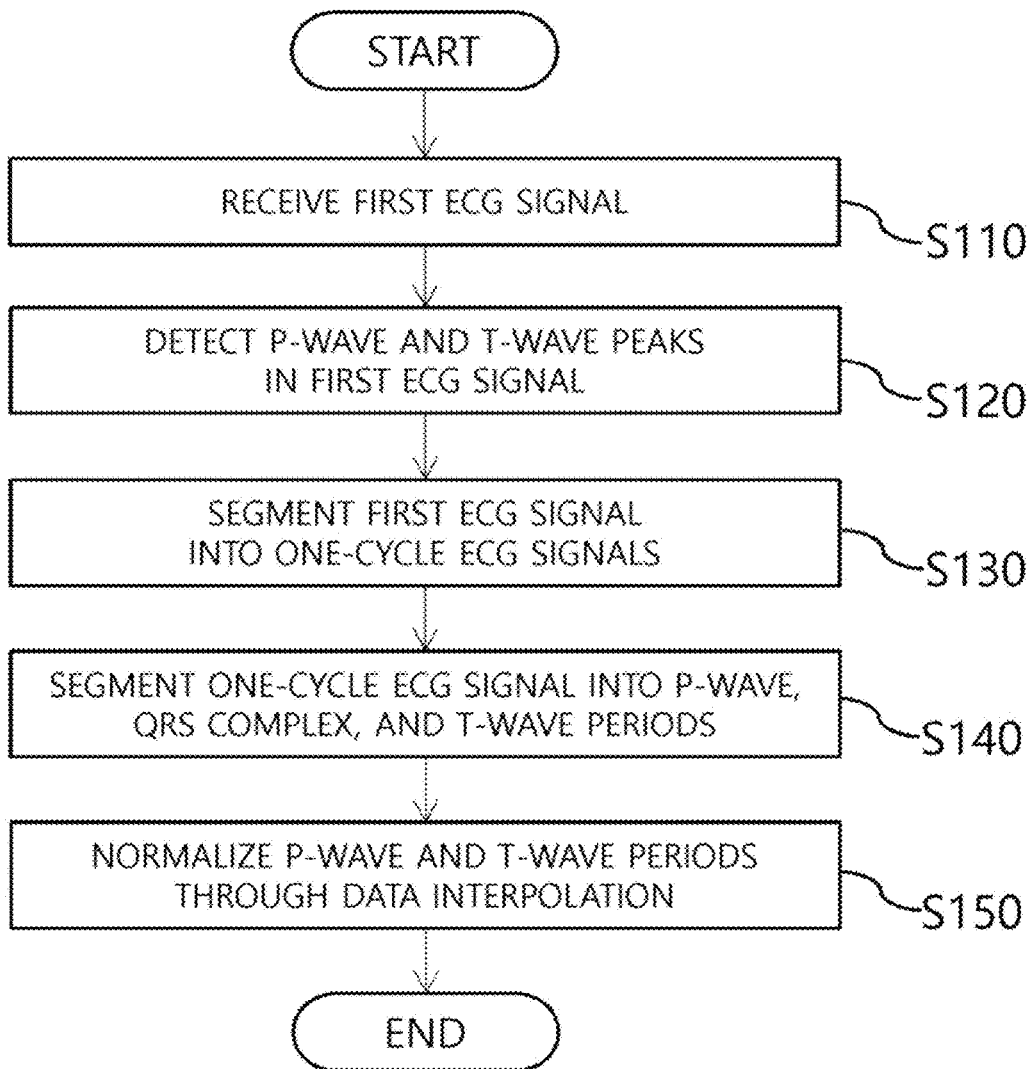 START
RECEIVE FIRST ECG SIGNAL
S110
DETECT P-WAVE AND T-WAVE PEAKS
IN FIRST ECG SIGNAL
S120
SEGMENT FIRST ECG SIGNAL
INTO ONE-CYCLE ECG SIGNALS
S130
SEGMENT ONE-CYCLE ECG SIGNAL INTO P-WAVE,
QRS COMPLEX, AND T-WAVE PERIODS
S140
NORMALIZE P-WAVE AND T-WAVE PERIODS
THROUGH DATA INTERPOLATION
S150
END